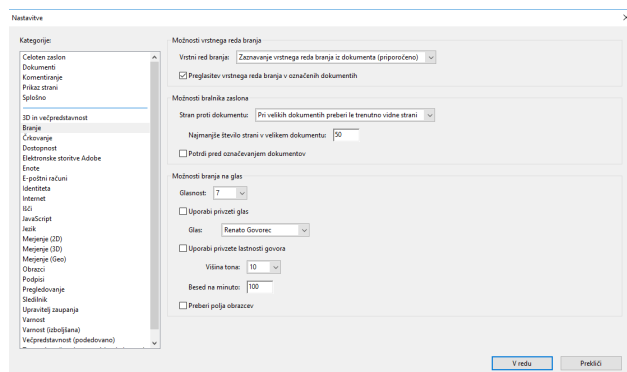 Nastavitve
Kategorije:
Celoten zaslon
Dokumenti
Komentiranje
Prikaz strani
Splošno
3D in večpredstavnost
Branje
Črkovanje
Dostopnost
Elektronske storitve Adobe
Enote
E-poštni računi
Identiteta
Internet
Išči
JavaScript
Jezik
Merjenje (2D)
Merjenje (3D)
Merjenje (Geo)
Obrazci
Podpisi
Pregledovanje
Sledilnik
Upravitelj zaupanja
Varnost
Varnost (izboljšana)
Večpredstavnost (podedovano)
Možnosti vrstnega reda branja
Vrstni red branja: Zaznavanje vrstnega reda branja iz dokumenta (priporočeno)
Preglasitev vrstnega reda branja v označenih dokumentih
Možnosti bralnika zaslona
Stran proti dokumentu: Pri velikih dokumentih preberi le trenutno vidne strani
Najmanjše število strani v velikem dokumentu: 50
Potrdi pred označevanjem dokumentov
Možnosti branja na glas
Glasnost: 7
Uporabi privzeti glas
Glas: Renato Govorec
Uporabi privzete lastnosti govora
Višina tona: 10
Besed na minuto: 100
Preberi polja obrazcev
V redu Prekliči